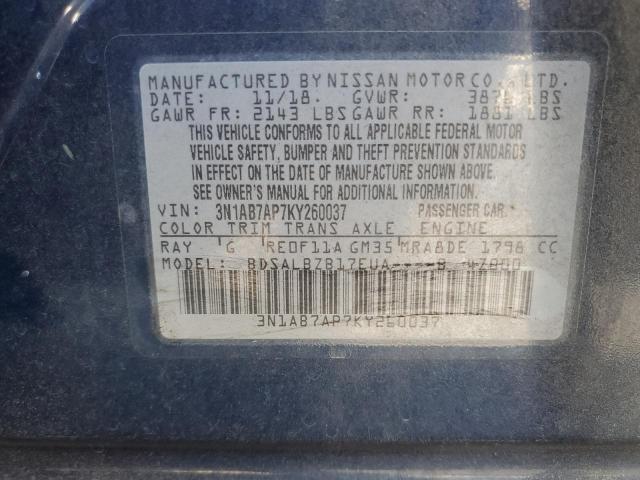 MANUFACTURED BY NISSAN MOTOR CO., LTD.
DATE: 11/18. GVWR: LBS
GAWR FR: 2143 LBS GAWR RR: 1881 LBS
THIS VEHICLE CONFORMS TO ALL APPLICABLE FEDERAL MOTOR
VEHICLE SAFETY, BUMPER AND THEFT PREVENTION STANDARDS
IN EFFECT ON THE DATE OF MANUFACTURE SHOWN ABOVE.
SEE OWNER'S MANUAL FOR ADDITIONAL INFORMATION.
VIN: 3N1AB7AP7KY260037 PASSENGER CAR
COLOR TRIM TRANS AXLE ENGINE
RAY G RE0F11A GM35 MRA8DE 1798 CC
MODEL: BDSALBZB17EUA----B
3N1AB7AP7KY260037